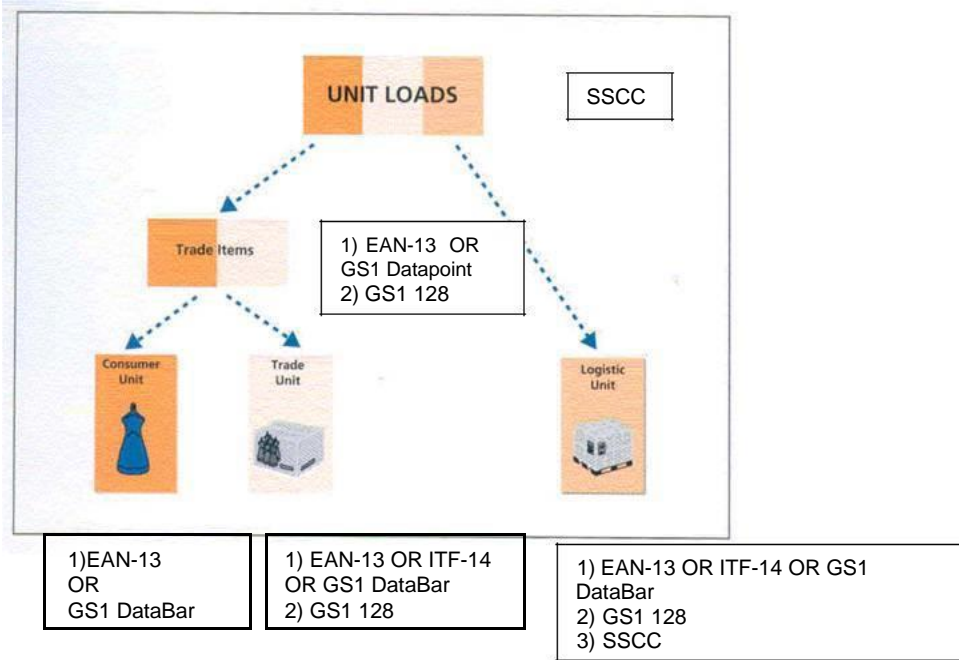 UNIT LOADS
SSCC
Trade Items
1) EAN-13 OR
GS1 Datapoint
2) GS1 128
Consumer
Unit
Trade
Unit
Logistic
Unit
1)EAN-13
OR
GS1 DataBar
1) EAN-13 OR ITF-14
OR GS1 DataBar
2) GS1 128
1) EAN-13 OR ITF-14 OR GS1
DataBar
2) GS1 128
3) SSCC